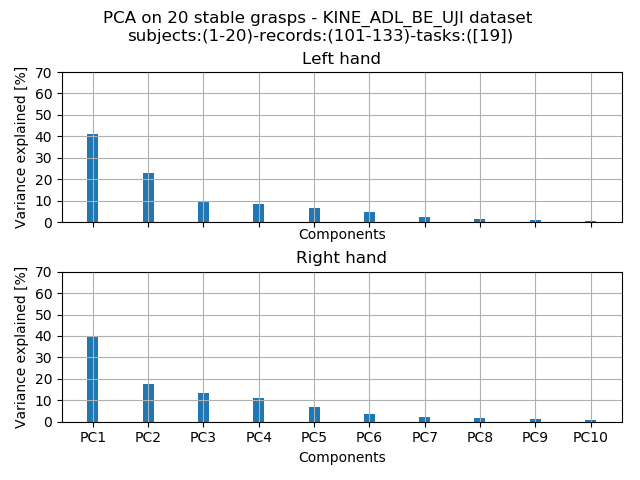 PCA on 20 stable grasps - KINE_ADL_BE_UJI dataset
subjects:(1-20)-records:(101-133)-tasks:([19])
Left hand
Variance explained [%]
70
60
50
40
30
20
10
0
Components
Right hand
Variance explained [%]
70
60
50
40
30
20
10
0
PC1 PC2 PC3 PC4 PC5 PC6 PC7 PC8 PC9 PC10
Components